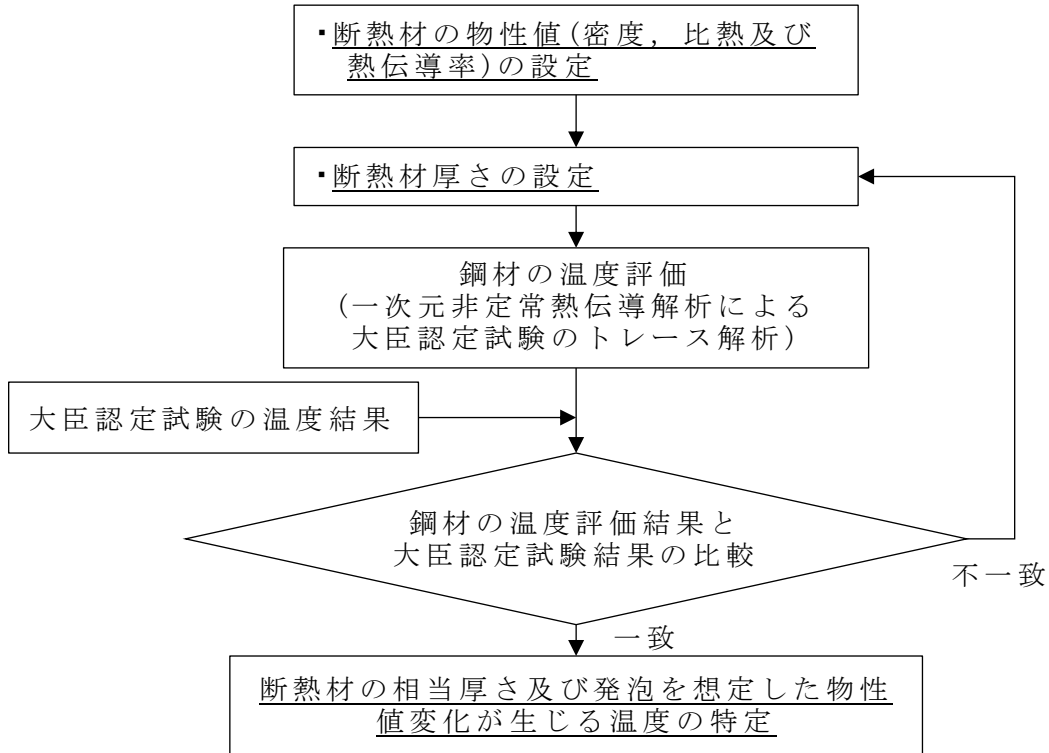 ▪断熱材の物性値(密度，比熱及び
熱伝導率)の設定
▪断熱材厚さの設定
鋼材の温度評価
(一次元非定常熱伝導解析による
大臣認定試験のトレース解析)
大臣認定試験の温度結果
鋼材の温度評価結果と
大臣認定試験結果の比較
不一致
一致
断熱材の相当厚さ及び発泡を想定した物性
値変化が生じる温度の特定